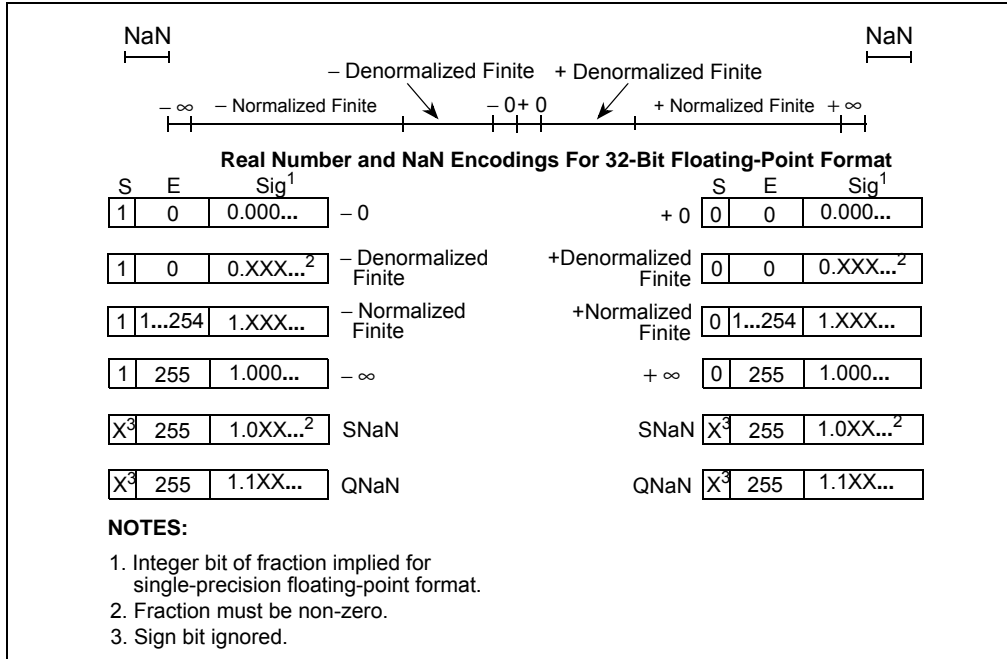 NaN NaN
− Denormalized Finite + Denormalized Finite
− ∞ − Normalized Finite − 0 + 0 + Normalized Finite + ∞
Real Number and NaN Encodings For 32-Bit Floating-Point Format
S E Sig1 S E Sig1
1 0 0.000... − 0 + 0 0 0 0.000...
1 0 0.XXX...2 − Denormalized Finite +Denormalized Finite 0 0 0.XXX...2
1 1...254 1.XXX... − Normalized Finite +Normalized Finite 0 1...254 1.XXX...
1 255 1.000... − ∞ + ∞ 0 255 1.000...
X3 255 1.0XX...2 SNaN SNaN X3 255 1.0XX...2
X3 255 1.1XX... QNaN QNaN X3 255 1.1XX...
NOTES:
1. Integer bit of fraction implied for
single-precision floating-point format.
2. Fraction must be non-zero.
3. Sign bit ignored.